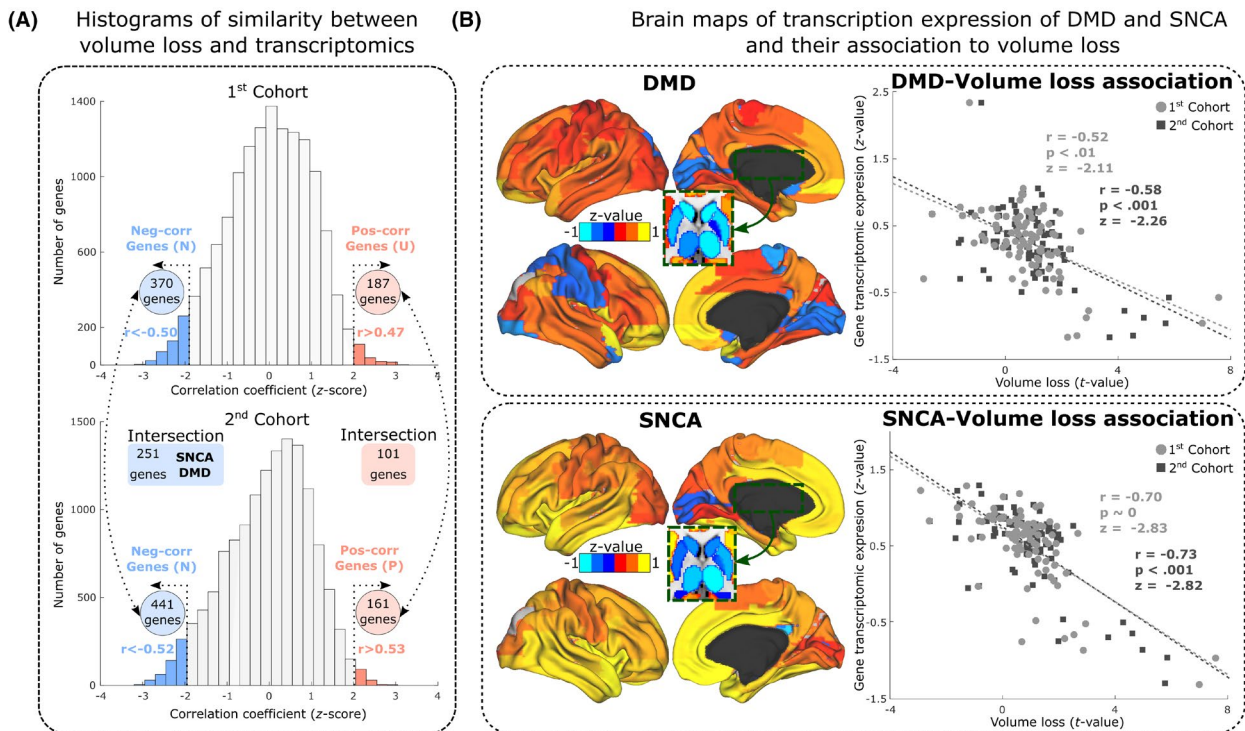 (A)
Histograms of similarity between
volume loss and transcriptomics
1st Cohort
Number of genes
1400
1200
1000
800
600
400
200
0
Neg-corr
Genes (N)
370
genes
r<-0.50
Pos-corr
Genes (U)
187
genes
r>0.47
-4 -3 -2 -1 0 1 2 3 4
Correlation coefficient (z-score)
2nd Cohort
Number of genes
1500
1000
500
0
Intersection
251
genes
SNCA
DMD
Intersection
101
genes
Neg-corr
Genes (N)
441
genes
r<-0.52
Pos-corr
Genes (P)
161
genes
r>0.53
-4 -3 -2 -1 0 1 2 3 4
Correlation coefficient (z-score)
(B)
Brain maps of transcription expression of DMD and SNCA
and their association to volume loss
DMD
z-value
-1 1
DMD-Volume loss association
Gene transcriptomic expression (z-value)
2.5
1.5
0.5
-0.5
-1.5
1st Cohort
2nd Cohort
r = -0.52
p < .01
z = -2.11
r = -0.58
p < .001
z = -2.26
-4 0 4 8
Volume loss (t-value)
SNCA
z-value
-1 1
SNCA-Volume loss association
Gene transcriptomic expression (z-value)
1.5
0.5
-0.5
-1.5
1st Cohort
2nd Cohort
r = -0.70
p ~ 0
z = -2.83
r = -0.73
p < .001
z = -2.82
-4 0 4 8
Volume loss (t-value)